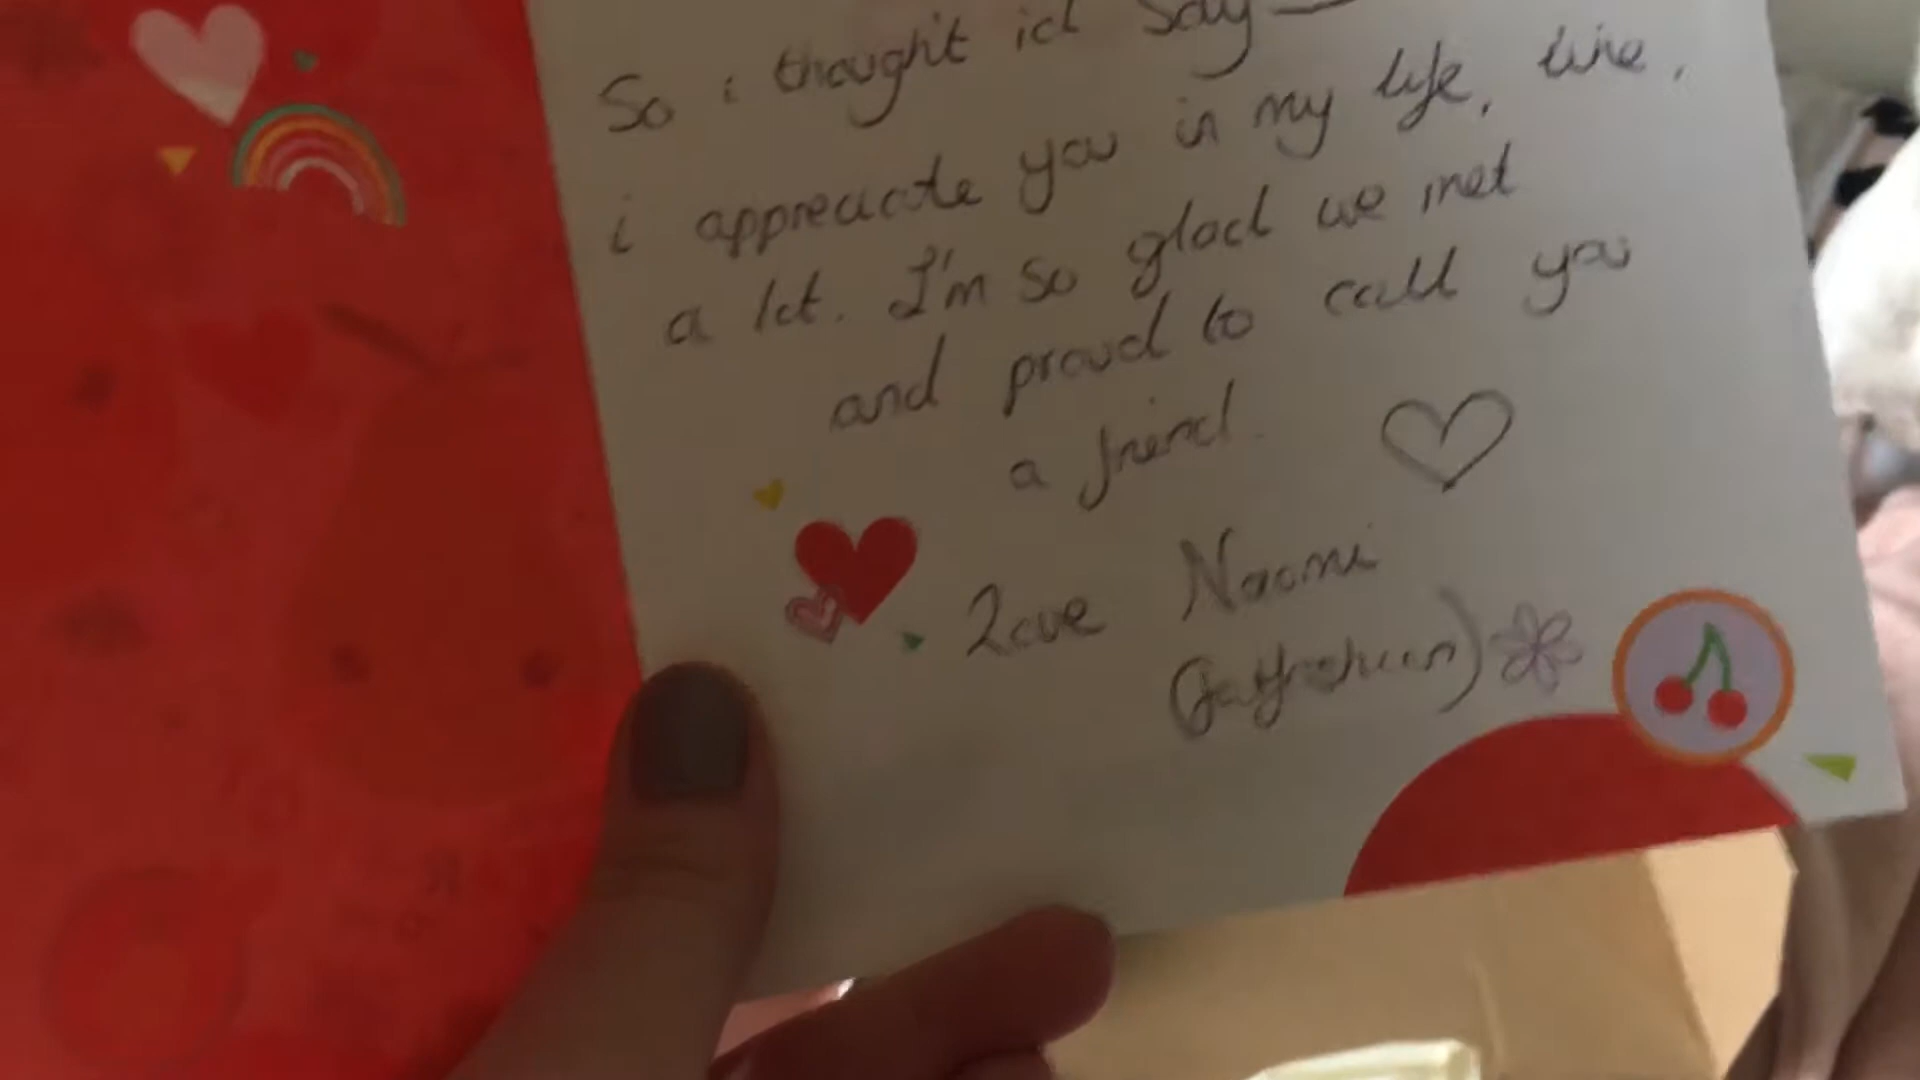 So i thought id say—
i appreciate you in my life, like,
a lot. I'm so glad we met
and proud to call you
a friend.
Love Naomi